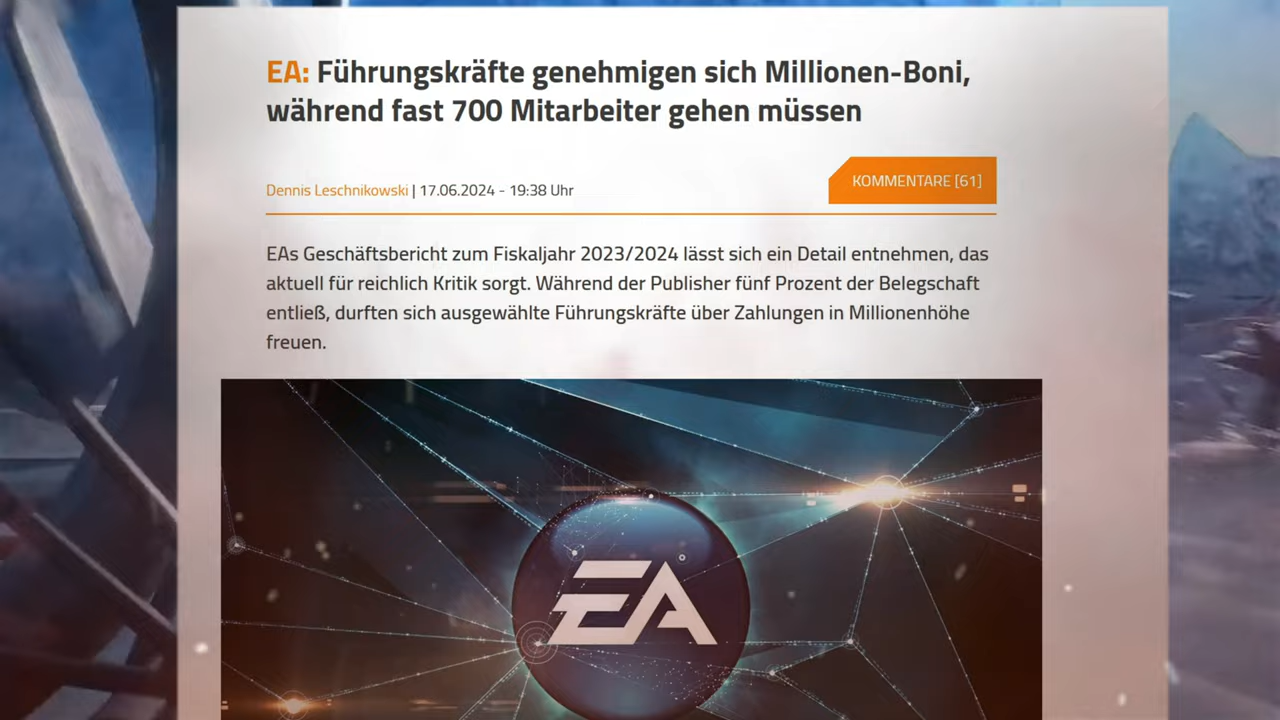 EA: Führungskräfte genehmigen sich Millionen-Boni,
während fast 700 Mitarbeiter gehen müssen
Dennis Leschnikowski | 17.06.2024 - 19:38 Uhr
KOMMENTARE [61]
EAs Geschäftsbericht zum Fiskaljahr 2023/2024 lässt sich ein Detail entnehmen, das
aktuell für reichlich Kritik sorgt. Während der Publisher fünf Prozent der Belegschaft
entließ, durften sich ausgewählte Führungskräfte über Zahlungen in Millionenhöhe
freuen.
EA